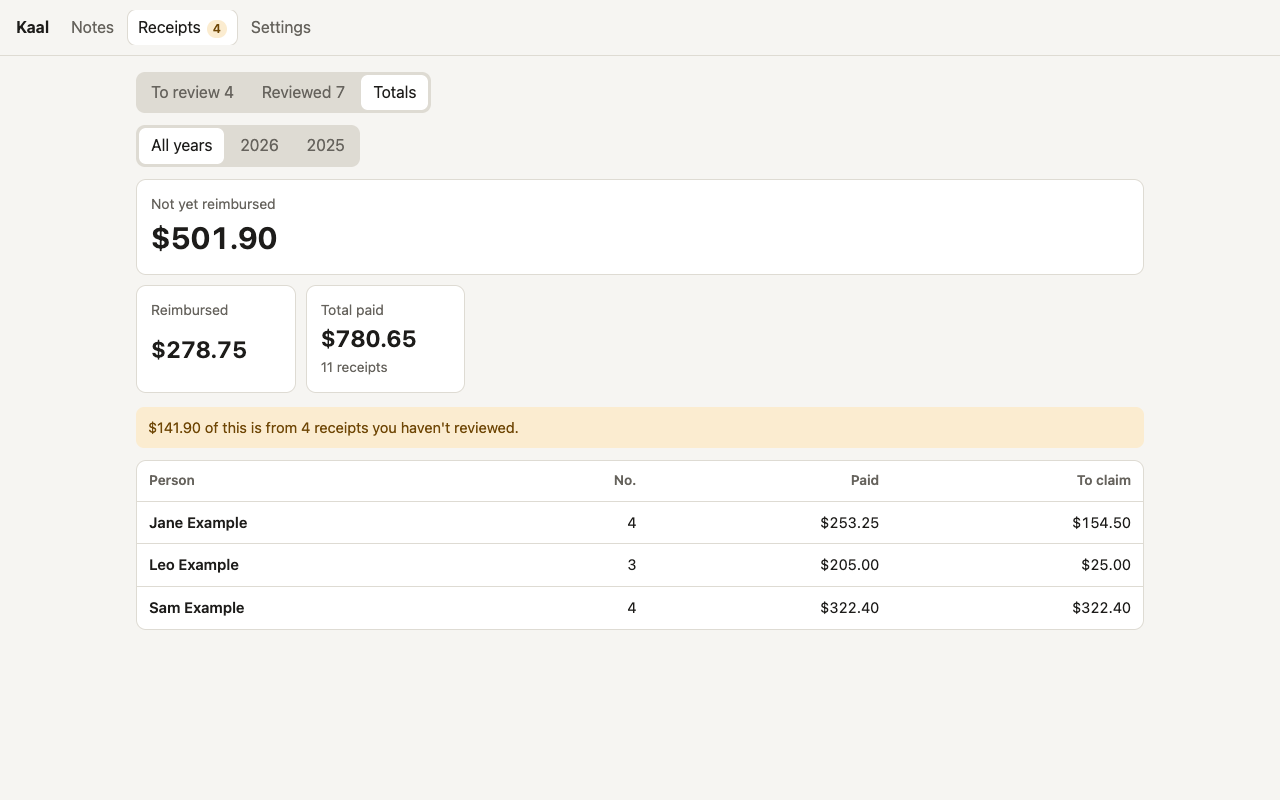 Kaal Notes Receipts 4 Settings
To review 4 Reviewed 7 Totals
All years 2026 2025
Not yet reimbursed
$501.90
Reimbursed
$278.75
Total paid
$780.65
11 receipts
$141.90 of this is from 4 receipts you haven't reviewed.
Person No. Paid To claim
Jane Example 4 $253.25 $154.50
Leo Example 3 $205.00 $25.00
Sam Example 4 $322.40 $322.40